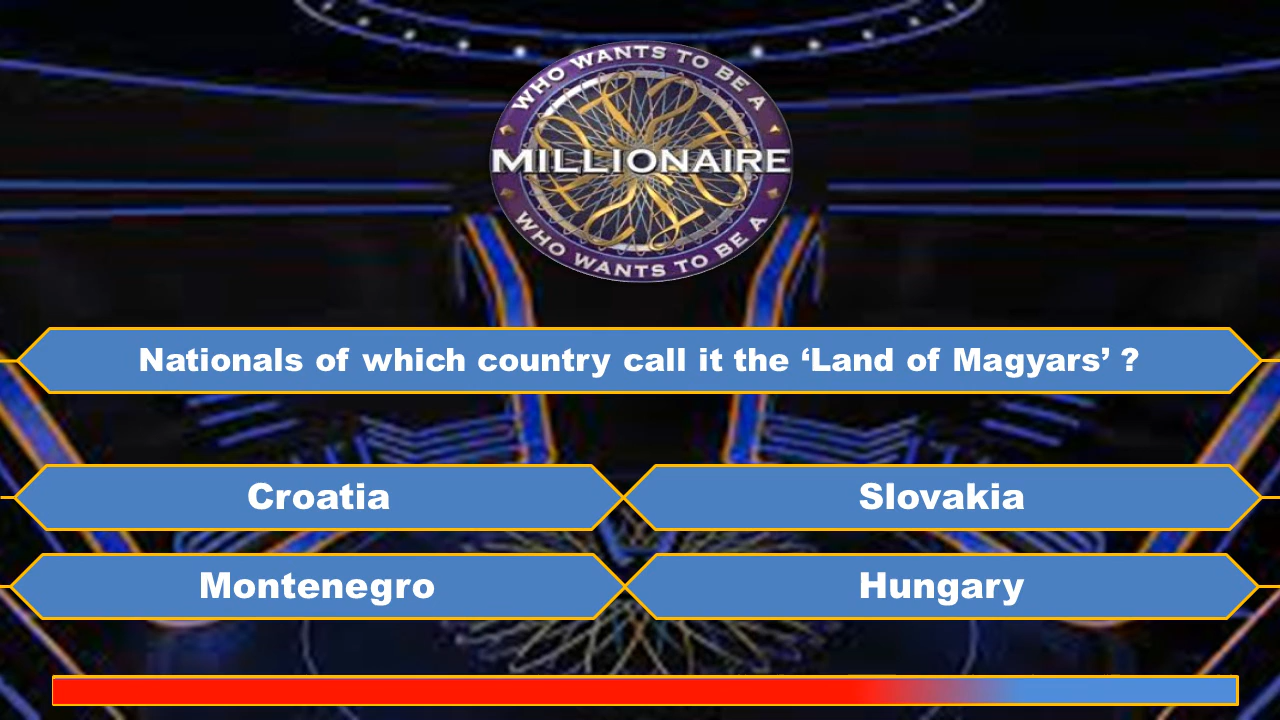 WHO WANTS TO BE A
MILLIONAIRE
WHO WANTS TO BE A
Nationals of which country call it the ‘Land of Magyars’ ?
Croatia
Slovakia
Montenegro
Hungary